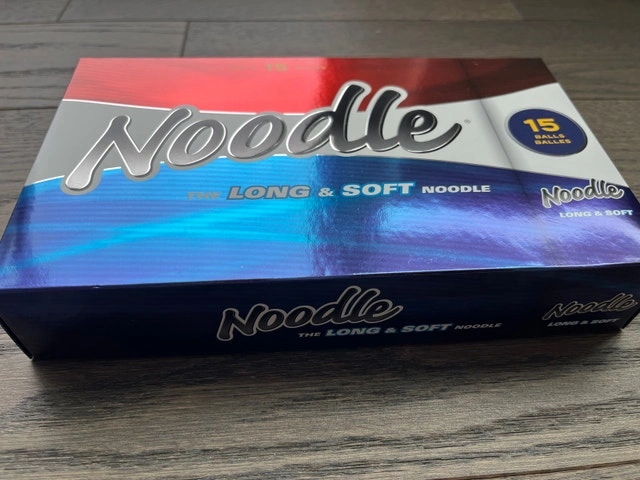 15
Noodle
THE LONG & SOFT NOODLE
15
BALLS
BALLES
Noodle
LONG & SOFT
Noodle
THE LONG & SOFT NOODLE
Noodle
LONG & SOFT